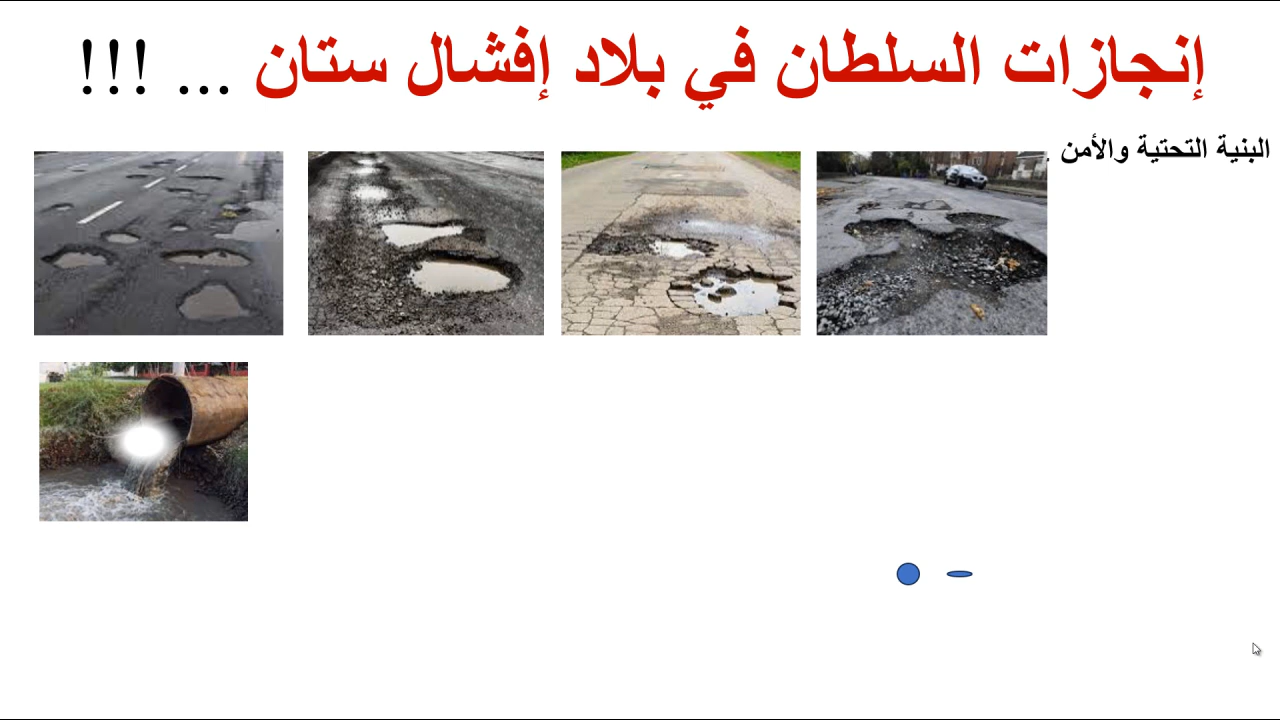 إنجازات السلطان في بلاد إفشال ستان ... !!!
البنية التحتية والأمن .